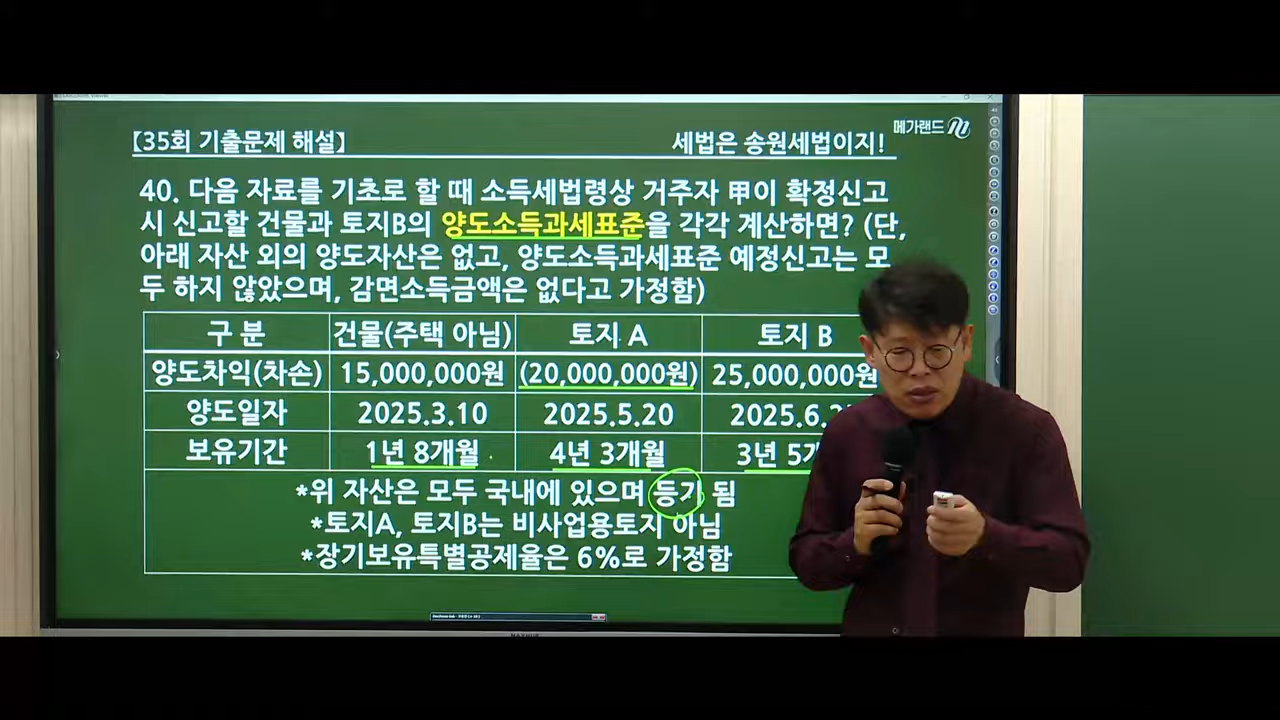 【35회 기출문제 해설】
세법은 송원세법이지!
메가랜드
40. 다음 자료를 기초로 할 때 소득세법령상 거주자 甲이 확정신고
시 신고할 건물과 토지B의 양도소득과세표준을 각각 계산하면? (단,
아래 자산 외의 양도자산은 없고, 양도소득과세표준 예정신고는 모
두 하지 않았으며, 감면소득금액은 없다고 가정함)
구 분 건물(주택 아님) 토지 A 토지 B
양도차익(차손) 15,000,000원 (20,000,000원) 25,000,000원
양도일자 2025.3.10 2025.5.20 2025.6.
보유기간 1년 8개월 4년 3개월 3년 5
*위 자산은 모두 국내에 있으며 등기 됨
*토지A, 토지B는 비사업용토지 아님
*장기보유특별공제율은 6%로 가정함